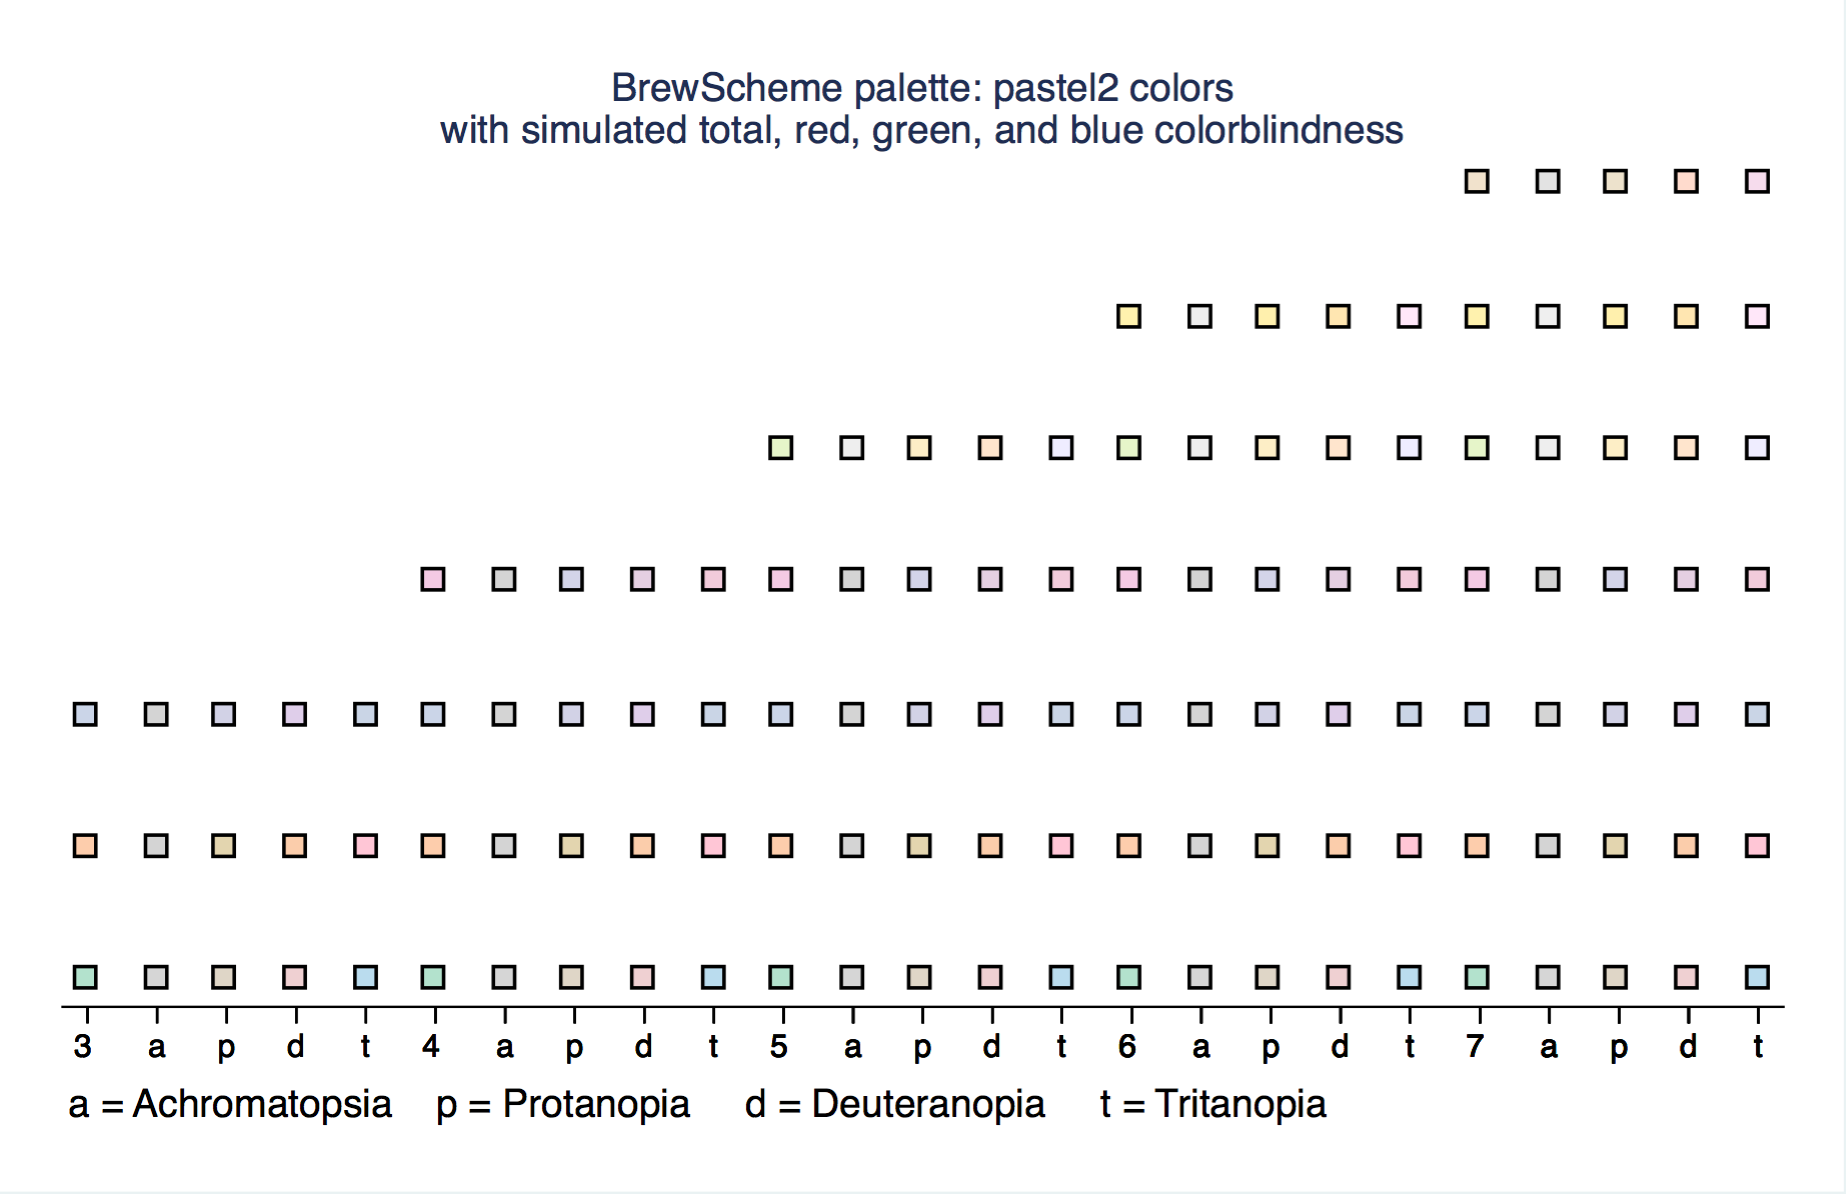 BrewScheme palette: pastel2 colors
with simulated total, red, green, and blue colorblindness
3 a p d t 4 a p d t 5 a p d t 6 a p d t 7 a p d t
a = Achromatopsia p = Protanopia d = Deuteranopia t = Tritanopia